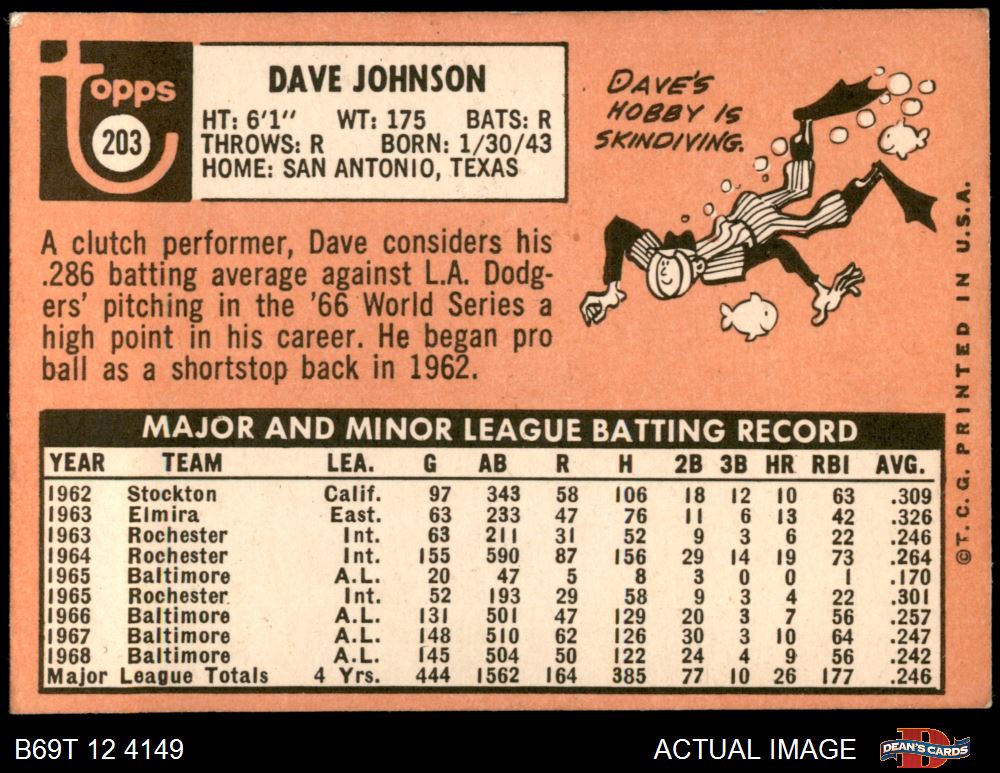 Topps
203
DAVE JOHNSON
HT: 6'1" WT: 175 BATS: R
THROWS: R BORN: 1/30/43
HOME: SAN ANTONIO, TEXAS
DAVE'S
HOBBY IS
SKINDIVING.
A clutch performer, Dave considers his
.286 batting average against L.A. Dodg-
ers' pitching in the '66 World Series a
high point in his career. He began pro
ball as a shortstop back in 1962.
MAJOR AND MINOR LEAGUE BATTING RECORD
YEAR TEAM LEA. G AB R H 2B 3B HR RBI AVG.
1962 Stockton Calif. 97 343 58 106 18 12 10 63 .309
1963 Elmira East. 63 233 47 76 11 6 13 42 .326
1963 Rochester Int. 63 211 31 52 9 3 6 22 .246
1964 Rochester Int. 155 590 87 156 29 14 19 73 .264
1965 Baltimore A.L. 20 47 5 8 3 0 0 1 .170
1965 Rochester Int. 52 193 29 58 9 3 4 22 .301
1966 Baltimore A.L. 131 501 47 129 20 3 7 56 .257
1967 Baltimore A.L. 148 510 62 126 30 3 10 64 .247
1968 Baltimore A.L. 145 504 50 122 24 4 9 56 .242
Major League Totals 4 Yrs. 444 1562 164 385 77 10 26 177 .246
©T.C.G. PRINTED IN U.S.A.
B69T 12 4149
ACTUAL IMAGE
DEAN'S CARDS